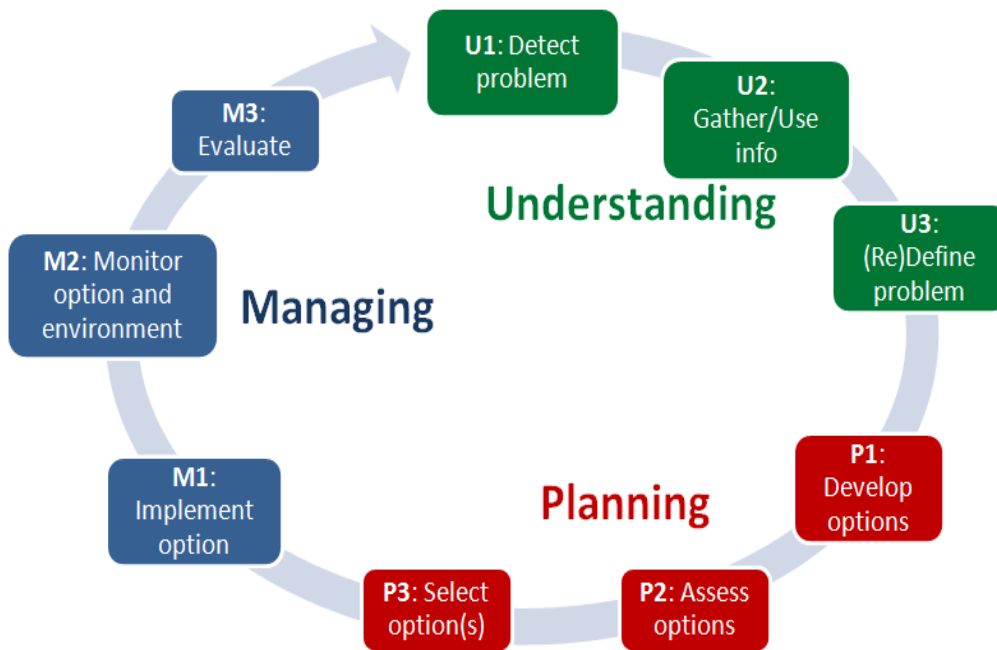 U1: Detect
problem
U2:
Gather/Use
info
Understanding
U3:
(Re)Define
problem
P1:
Develop
options
Planning
P2: Assess
options
P3: Select
option(s)
M1:
Implement
option
Managing
M2: Monitor
option and
environment
M3:
Evaluate